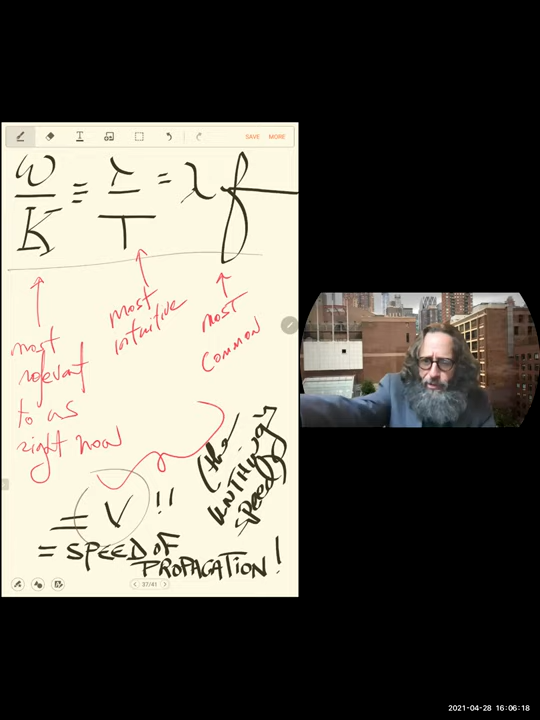 SAVE MORE
ω/K ≡ λ/T = λf
most relevant to us right now
most intuitive
most common
(the
speed)
= V !!
= SPEED OF
PROPAGATION!
37/41
2021-04-28 16:06:18